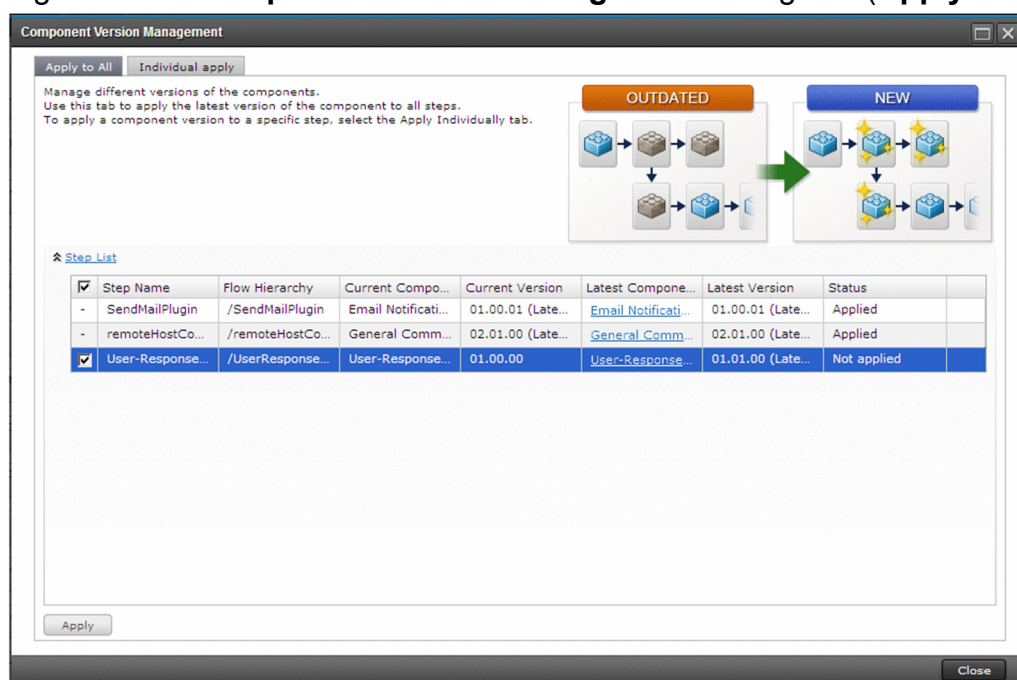 Component Version Management
Apply to All Individual apply
Manage different versions of the components.
Use this tab to apply the latest version of the component to all steps.
To apply a component version to a specific step, select the Apply Individually tab.
OUTDATED NEW
Step List
Step Name Flow Hierarchy Current Compo... Current Version Latest Compone... Latest Version Status
- SendMailPlugin /SendMailPlugin Email Notificati... 01.00.01 (Late... Email Notificati... 01.00.01 (Late... Applied
- remoteHostCo... /remoteHostCo... General Comm... 02.01.00 (Late... General Comm... 02.01.00 (Late... Applied
User-Response... /UserResponse... User-Response... 01.00.00 User-Response... 01.01.00 (Late... Not applied
Apply
Close